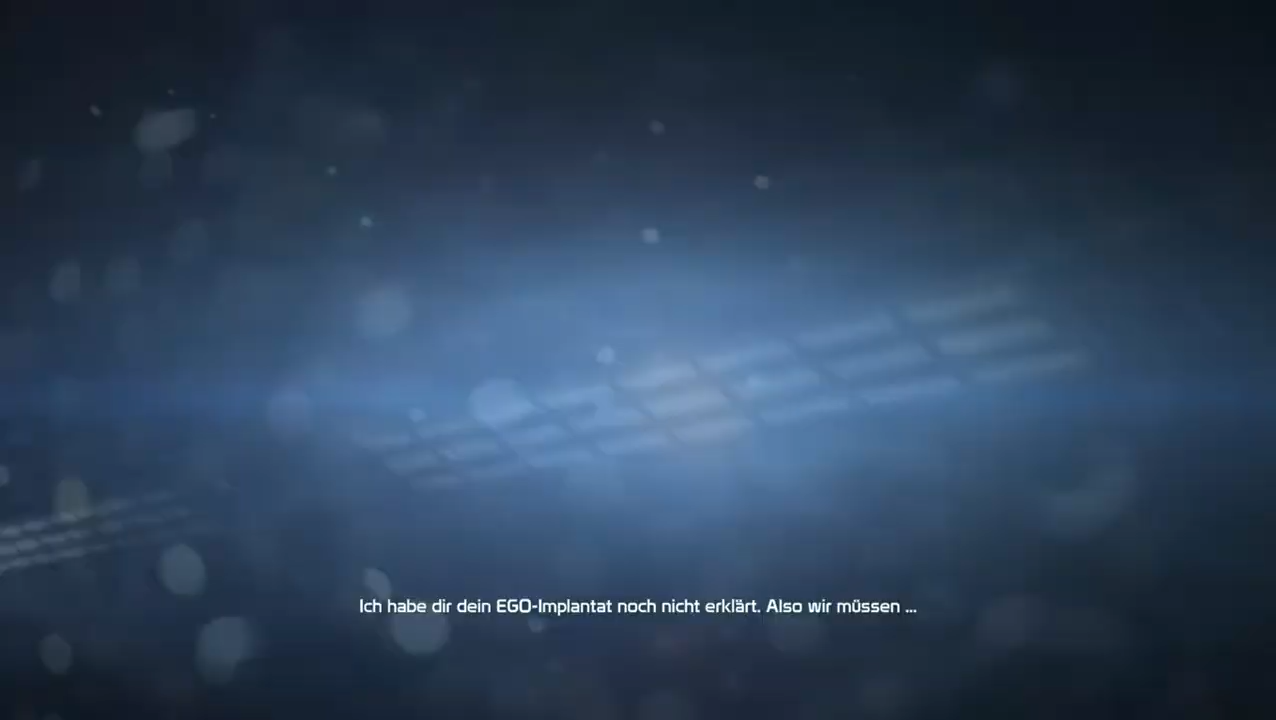 Ich habe dir dein EGO-Implantat noch nicht erklärt. Also wir müssen ...